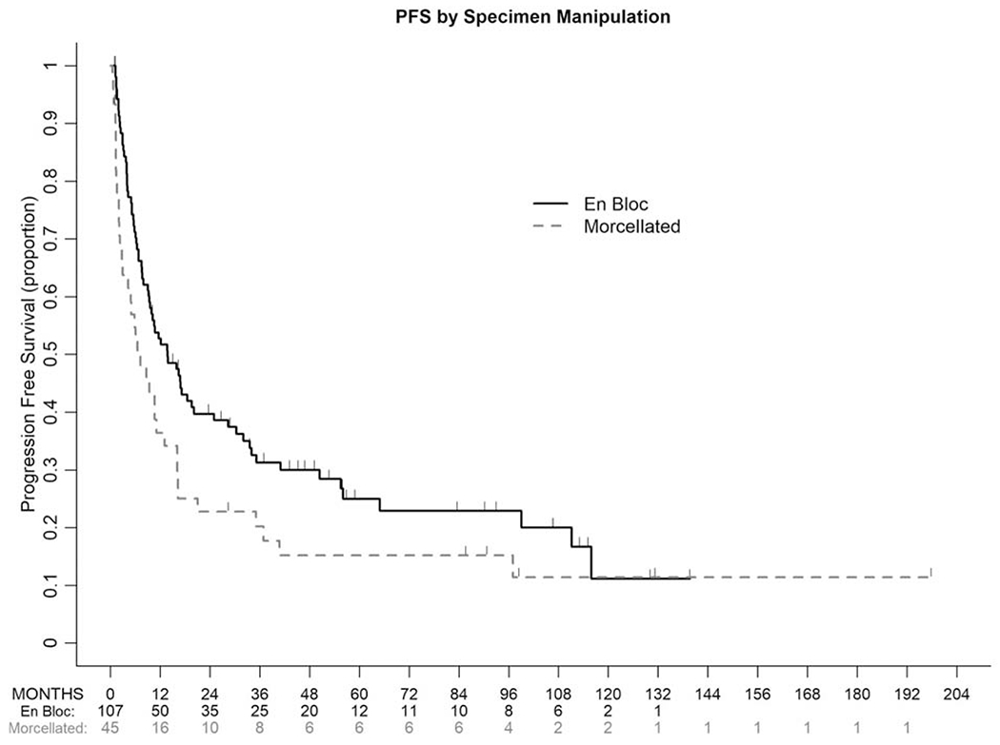 PFS by Specimen Manipulation
Progression Free Survival (proportion)
1
0.9
0.8
0.7
0.6
0.5
0.4
0.3
0.2
0.1
0
En Bloc
Morcellated
MONTHS 0 12 24 36 48 60 72 84 96 108 120 132 144 156 168 180 192 204
En Bloc: 107 50 35 25 20 12 11 10 8 6 2 1
Morcellated: 45 16 10 8 6 6 6 6 4 2 2 1 1 1 1 1 1